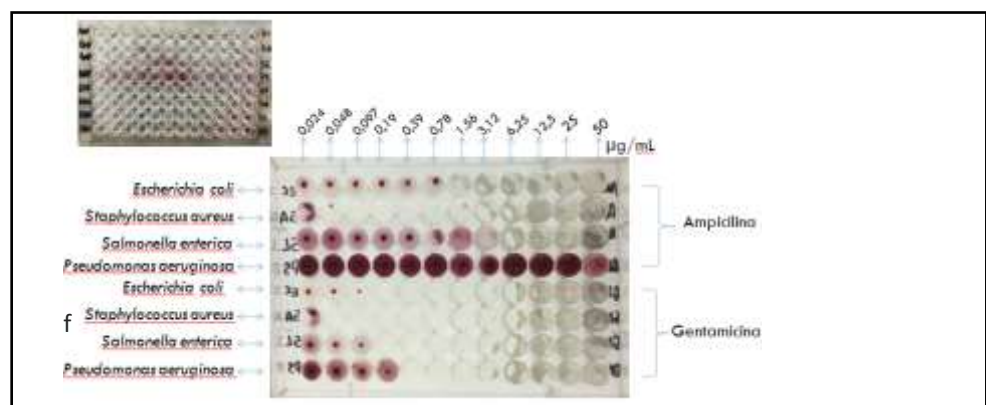 0,024 0,048 0,097 0,19 0,39 0,78 1,56 3,12 6,25 12,5 25 50
µg/mL
Escherichia coli
Staphylococcus aureus
Salmonella enterica
Pseudomonas aeruginosa
Ampicilina
Escherichia coli
f Staphylococcus aureus
Salmonella enterica
Pseudomonas aeruginosa
Gentamicina